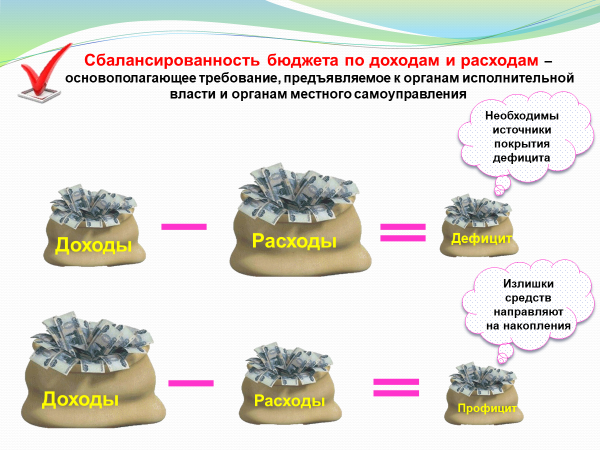 Сбалансированность бюджета по доходам и расходам –
основополагающее требование, предъявляемое к органам исполнительной
власти и органам местного самоуправления
Необходимы
источники
покрытия
дефицита
Доходы
Расходы
Дефицит
Излишки
средств
направляют
на накопления
Доходы
Расходы
Профицит